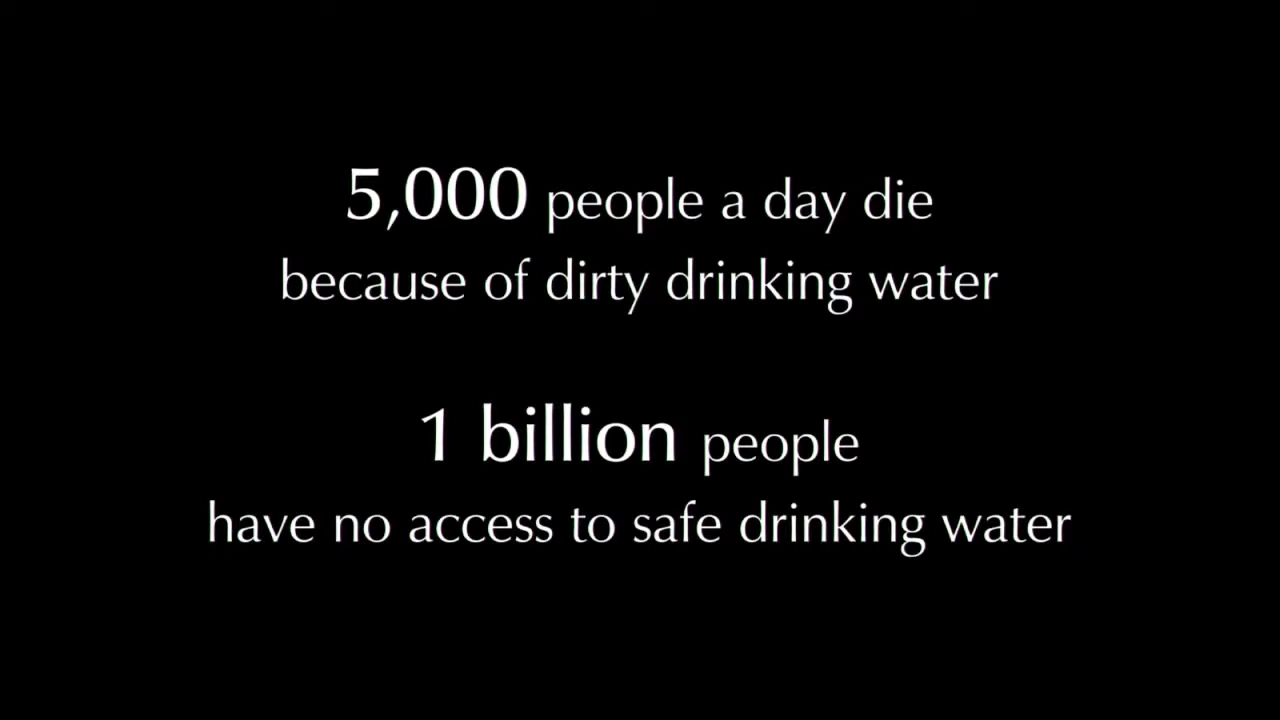 5,000 people a day die
because of dirty drinking water
1 billion people
have no access to safe drinking water